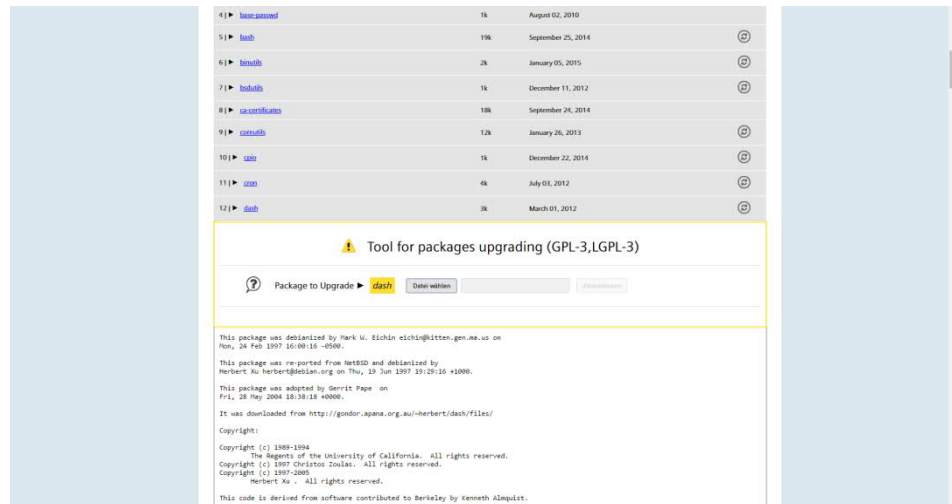 4 | ► base-passwd 1k August 02, 2010
5 | ► bash 19k September 25, 2014
6 | ► binutils 2k January 05, 2015
7 | ► bsdutils 1k December 11, 2012
8 | ► ca-certificates 18k September 24, 2014
9 | ► coreutils 12k January 26, 2013
10 | ► cpio 1k December 22, 2014
11 | ► cron 4k July 03, 2012
12 | ► dash 3k March 01, 2012
Tool for packages upgrading (GPL-3,LGPL-3)
Package to Upgrade ► dash Datei wählen
This package was debianized by Mark W. Eichin eichin@kitten.gen.ma.us on
Mon, 24 Feb 1997 16:00:16 -0500.
This package was re-ported from NetBSD and debianized by
Herbert Xu herbert@debian.org on Thu, 19 Jun 1997 19:29:16 +1000.
This package was adopted by Gerrit Pape on
Fri, 28 May 2004 18:38:18 +0000.
It was downloaded from http://gondor.apana.org.au/~herbert/dash/files/
Copyright:
Copyright (c) 1989-1994
The Regents of the University of California. All rights reserved.
Copyright (c) 1997 Christos Zoulas. All rights reserved.
Copyright (c) 1997-2005
Herbert Xu . All rights reserved.
This code is derived from software contributed to Berkeley by Kenneth Almquist.